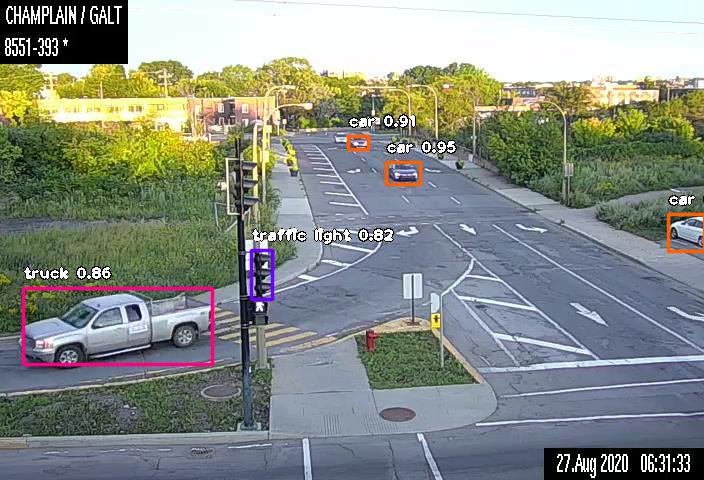 CHAMPLAIN / GALT
8551-393 *
car 0.91
car 0.95
car
traffic light 0.82
truck 0.86
27.Aug 2020 06:31:33